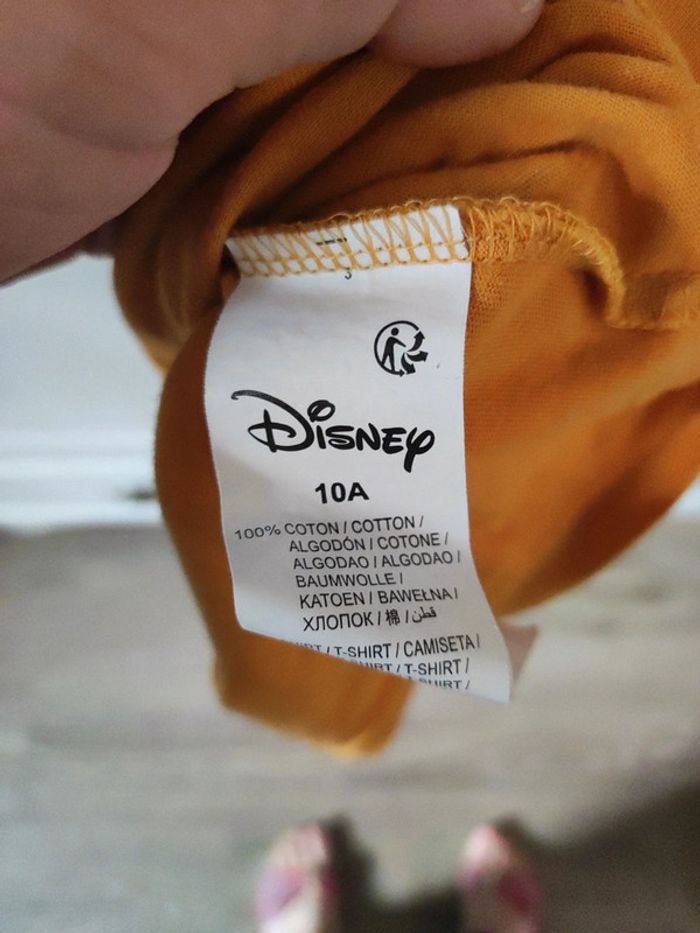 Disney
10A
100% COTON / COTTON /
ALGODÓN / COTONE /
ALGODAO / ALGODAO /
BAUMWOLLE /
KATOEN / BAWEŁNA /
ХЛОПОК / 棉 / قطن
T-SHIRT / CAMISETA /
/ T-SHIRT /